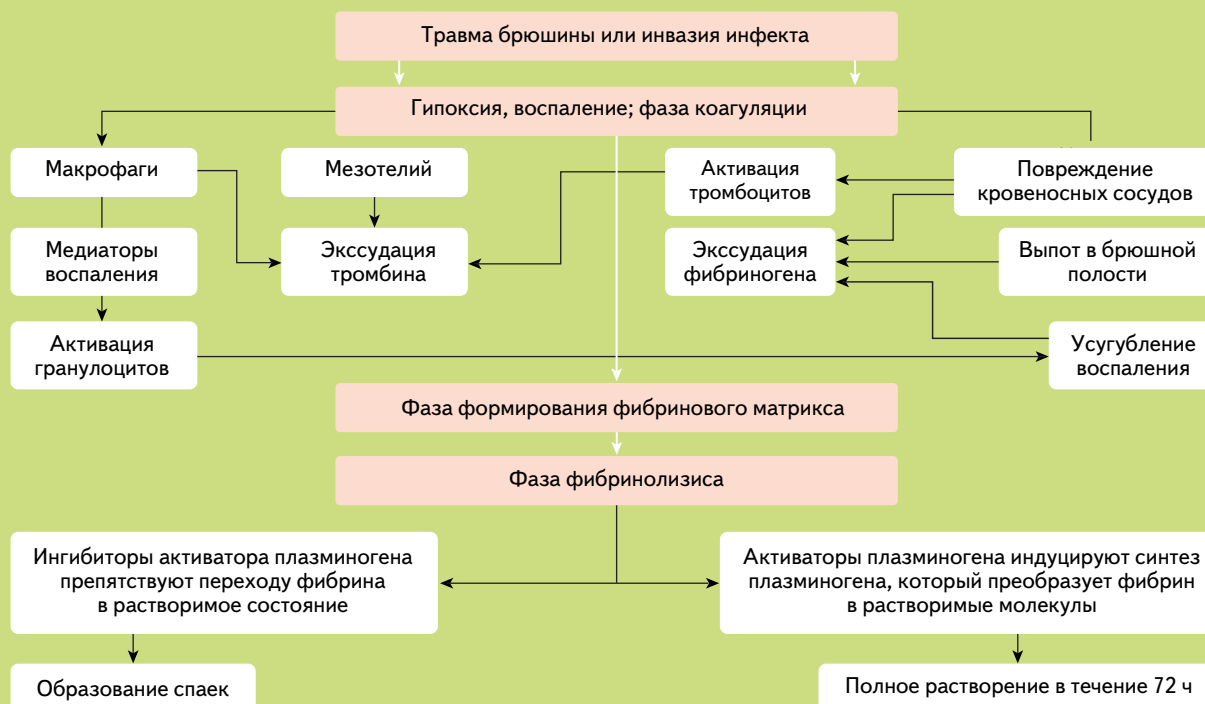 Травма брюшины или инвазия инфекта
Гипоксия, воспаление; фаза коагуляции
Макрофаги
Мезотелий
Активация
тромбоцитов
Повреждение
кровеносных сосудов
Медиаторы
воспаления
Экссудация
тромбина
Экссудация
фибриногена
Выпот в брюшной
полости
Активация
гранулоцитов
Усугубление
воспаления
Фаза формирования фибринового матрикса
Фаза фибринолизиса
Ингибиторы активатора плазминогена
препятствуют переходу фибрина
в растворимое состояние
Активаторы плазминогена индуцируют синтез
плазминогена, который преобразует фибрин
в растворимые молекулы
Образование спаек
Полное растворение в течение 72 ч